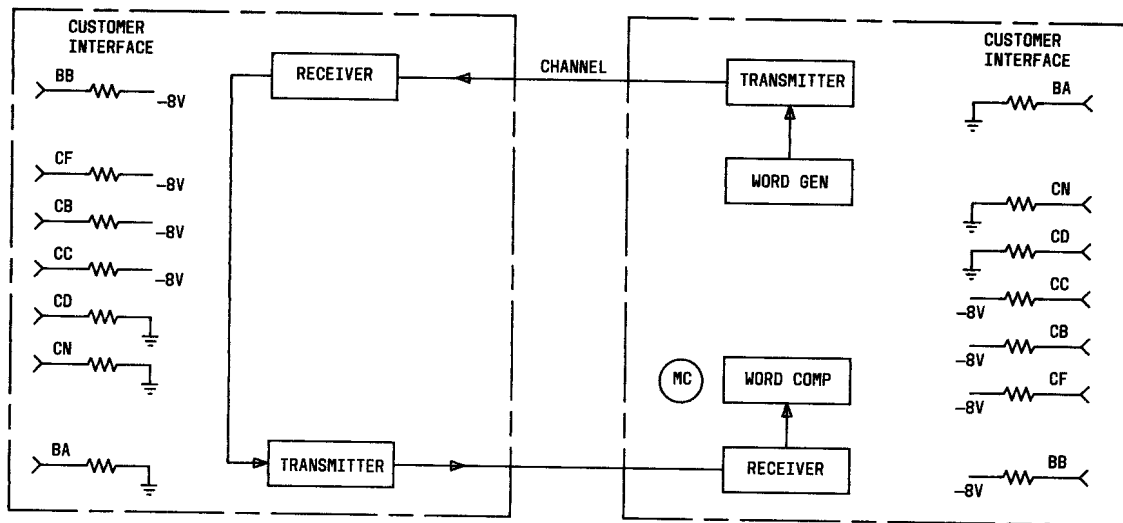 CUSTOMER
INTERFACE
BB
-8V
CF
-8V
CB
-8V
CC
-8V
CD
CN
BA
RECEIVER
TRANSMITTER
CHANNEL
TRANSMITTER
WORD GEN
MC
WORD COMP
RECEIVER
CUSTOMER
INTERFACE
BA
CN
CD
CC
-8V
CB
-8V
CF
-8V
BB
-8V